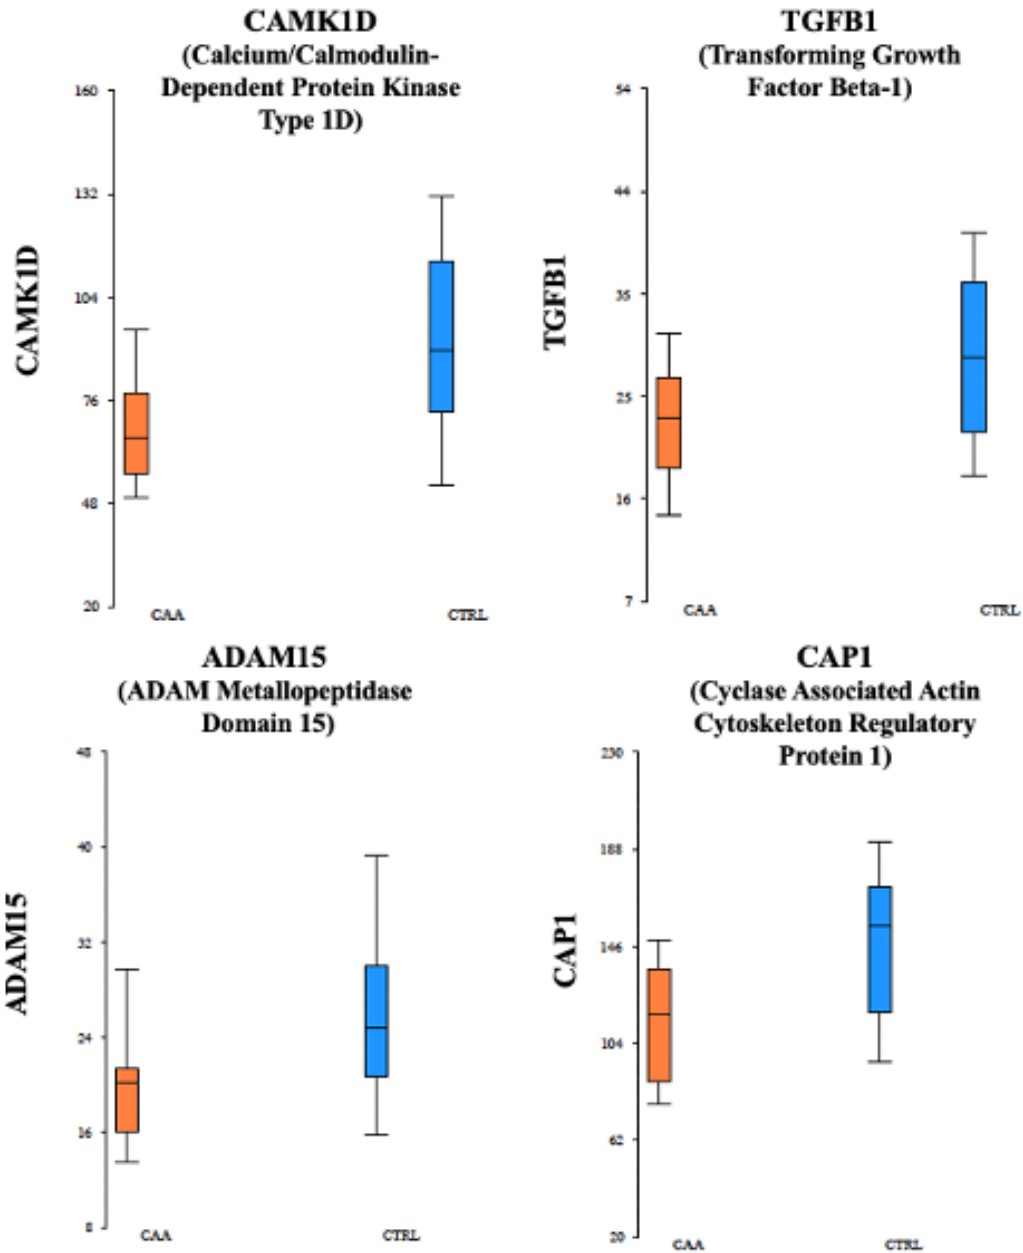 CAMK1D
(Calcium/Calmodulin-
Dependent Protein Kinase
Type 1D)
160
132
104
76
48
20
CAMK1D
CAA
CTRL
TGFB1
(Transforming Growth
Factor Beta-1)
54
44
35
25
16
7
TGFB1
CAA
CTRL
ADAM15
(ADAM Metallopeptidase
Domain 15)
48
40
32
24
16
8
ADAM15
CAA
CTRL
CAP1
(Cyclase Associated Actin
Cytoskeleton Regulatory
Protein 1)
230
188
146
104
62
20
CAP1
CAA
CTRL